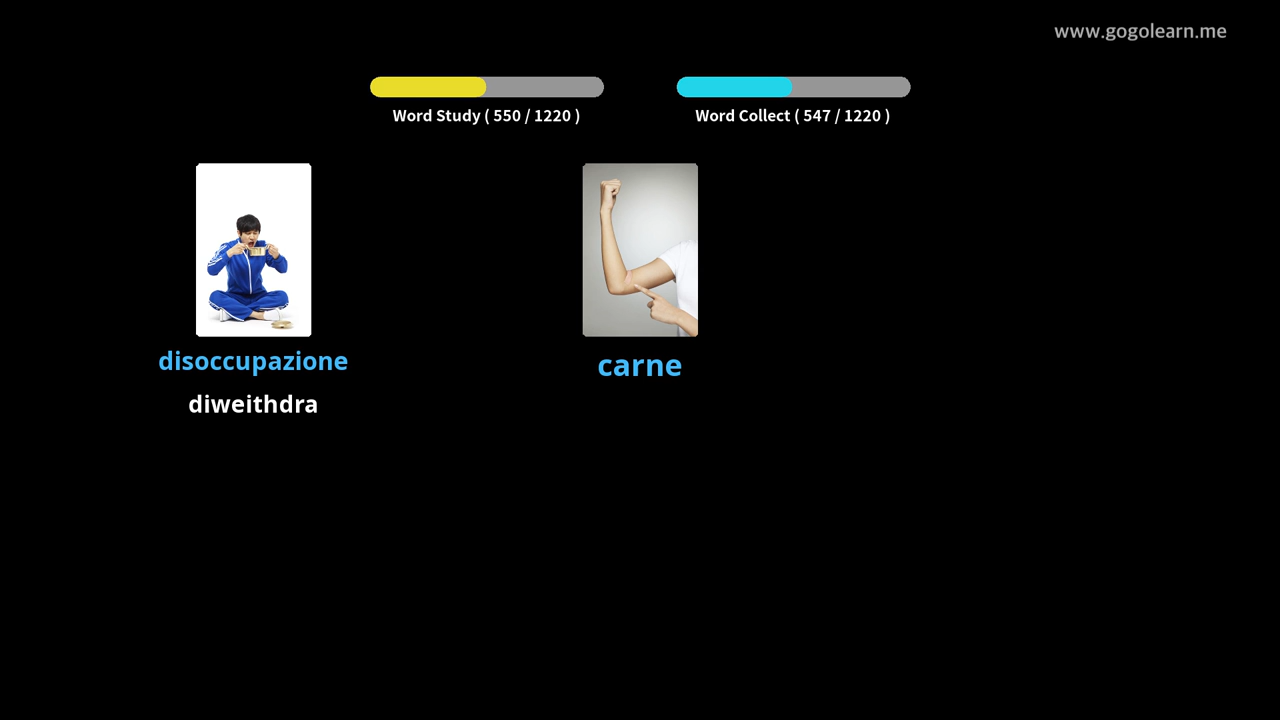 www.gogolearn.me
Word Study ( 550 / 1220 )
Word Collect ( 547 / 1220 )
disoccupazione
diweithdra
carne